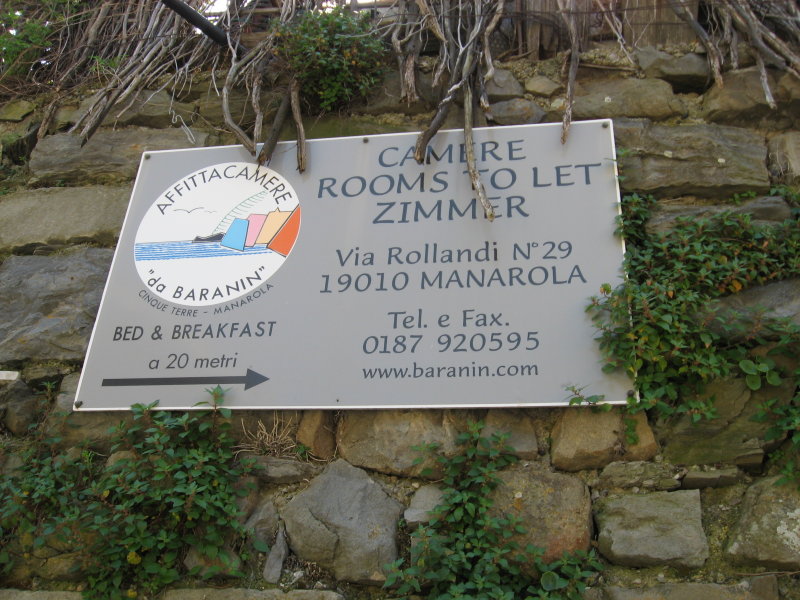 AFFITTACAMERE
"da BARANIN"
CINQUE TERRE - MANAROLA
BED & BREAKFAST
a 20 metri
CAMERE
ROOMS TO LET
ZIMMER
Via Rollandi N°29
19010 MANAROLA
Tel. e Fax.
0187 920595
www.baranin.com